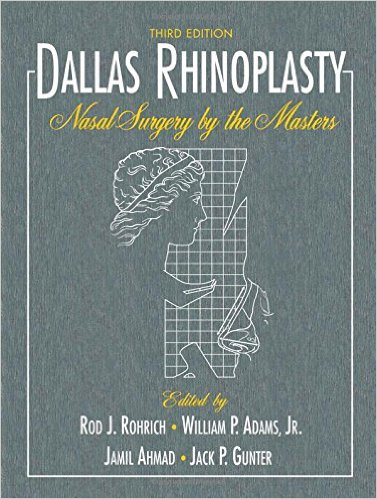 THIRD EDITION
DALLAS RHINOPLASTY
Nasal Surgery by the Masters
Edited by
ROD J. ROHRICH • WILLIAM P. ADAMS, JR.
JAMIL AHMAD • JACK P. GUNTER